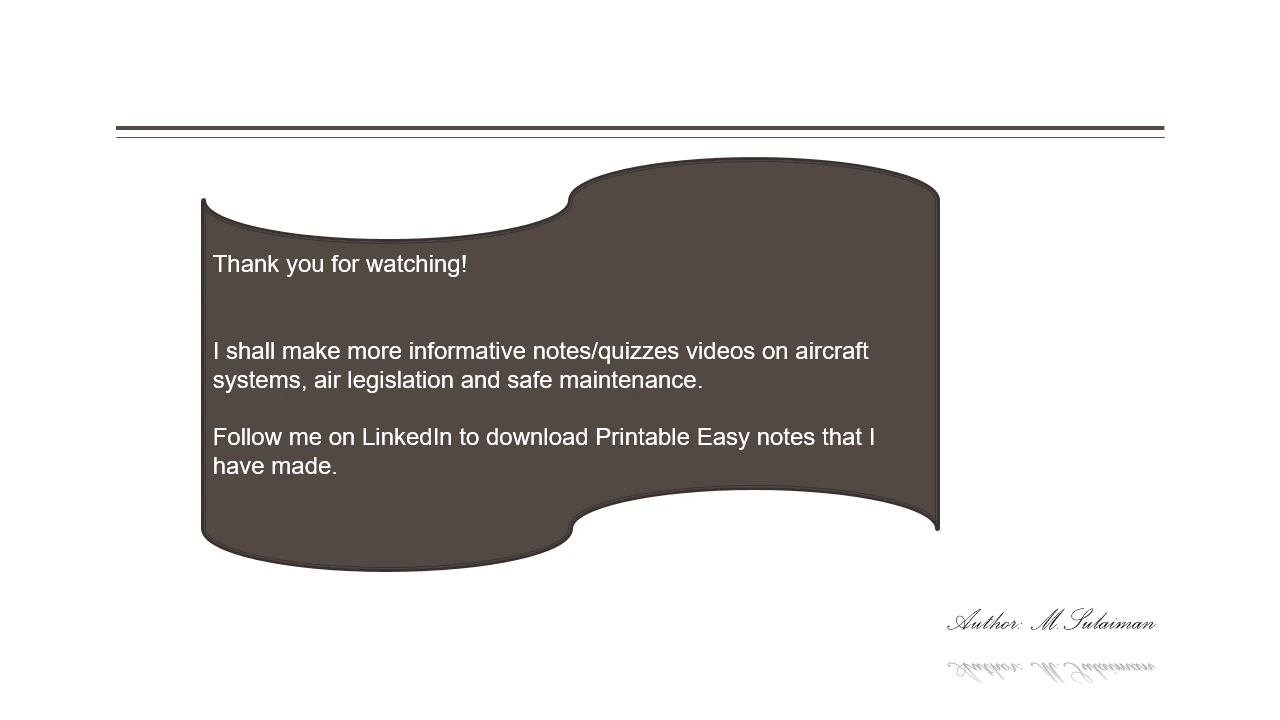 Thank you for watching!
I shall make more informative notes/quizzes videos on aircraft
systems, air legislation and safe maintenance.
Follow me on LinkedIn to download Printable Easy notes that I
have made.
Author: M.Sulaiman